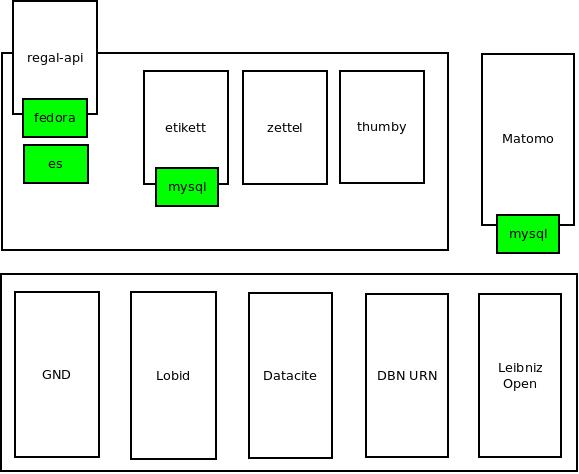 regal-api
fedora
es
etikett
mysql
zettel
thumby
Matomo
mysql
GND
Lobid
Datacite
DBN URN
Leibniz
Open